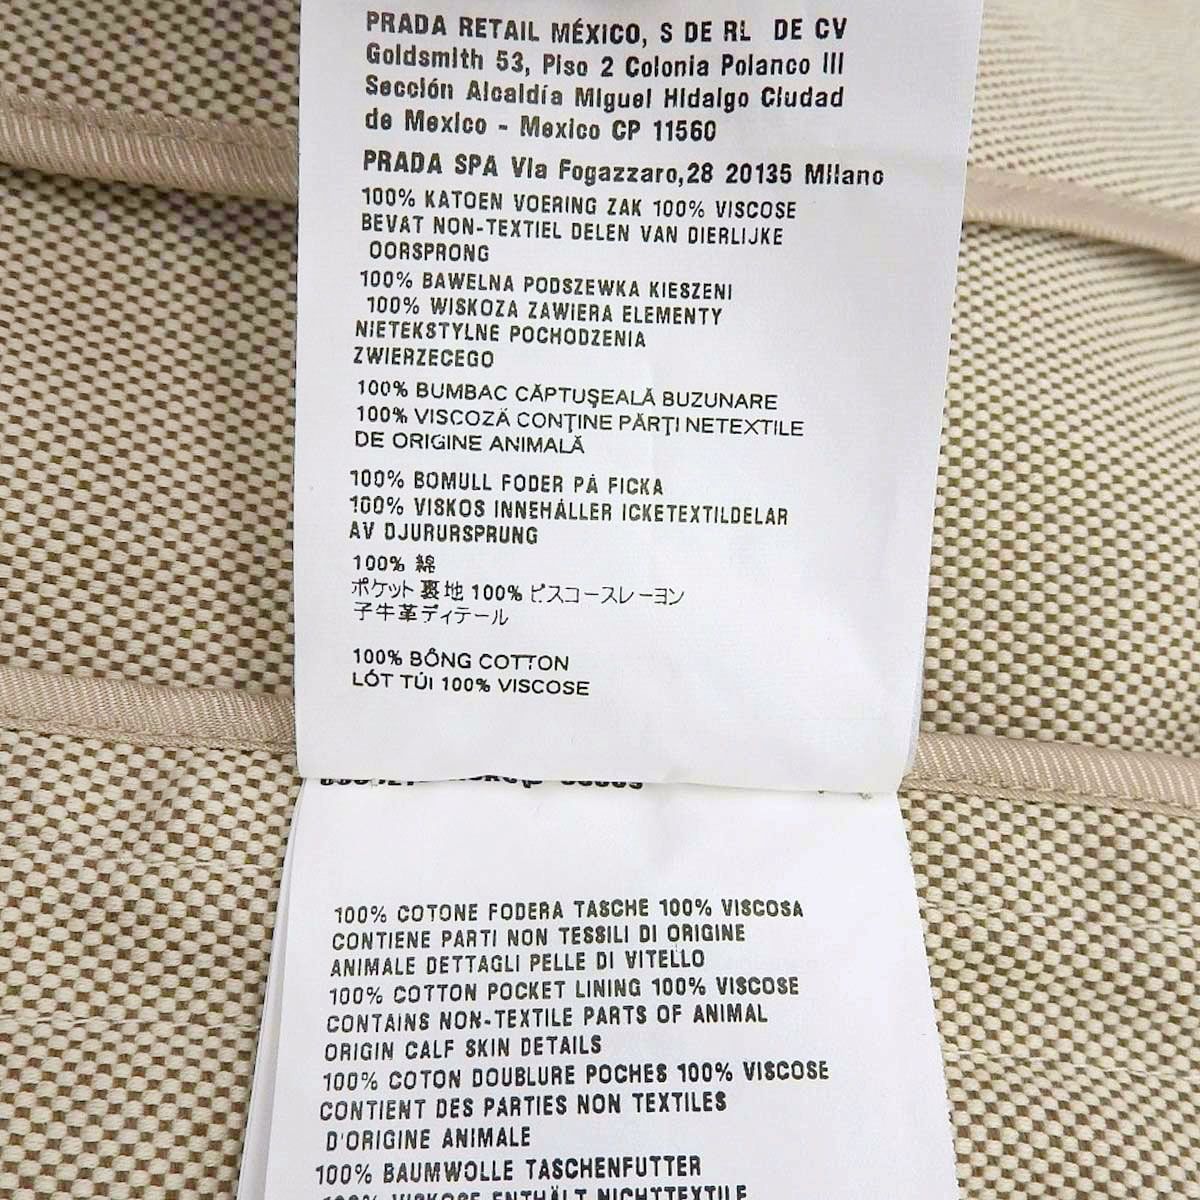 PRADA RETAIL MÉXICO, S DE RL DE CV
Goldsmith 53, Piso 2 Colonia Polanco III
Sección Alcaldía Miguel Hidalgo Ciudad
de Mexico - Mexico CP 11560
PRADA SPA Via Fogazzaro,28 20135 Milano
100% KATOEN VOERING ZAK 100% VISCOSE
BEVAT NON-TEXTIEL DELEN VAN DIERLIJKE
OORSPRONG
100% BAWELNA PODSZEWKA KIESZENI
100% WISKOZA ZAWIERA ELEMENTY
NIETEKSTYLNE POCHODZENIA
ZWIERZECEGO
100% BUMBAC CĂPTUŞEALĂ BUZUNARE
100% VISCOZĂ CONŢINE PĂRŢI NETEXTILE
DE ORIGINE ANIMALĂ
100% BOMULL FODER PÅ FICKA
100% VISKOS INNEHÅLLER ICKETEXTILDELAR
AV DJURURSPRUNG
100% 綿
ポケット裏地 100% ビスコースレーヨン
子牛革ディテール
100% BÔNG COTTON
LÓT TÚI 100% VISCOSE
100% COTONE FODERA TASCHE 100% VISCOSA
CONTIENE PARTI NON TESSILI DI ORIGINE
ANIMALE DETTAGLI PELLE DI VITELLO
100% COTTON POCKET LINING 100% VISCOSE
CONTAINS NON-TEXTILE PARTS OF ANIMAL
ORIGIN CALF SKIN DETAILS
100% COTON DOUBLURE POCHES 100% VISCOSE
CONTIENT DES PARTIES NON TEXTILES
D'ORIGINE ANIMALE
100% BAUMWOLLE TASCHENFUTTER
100% VISKOSE ENTHÄLT NICHTTEXTILE